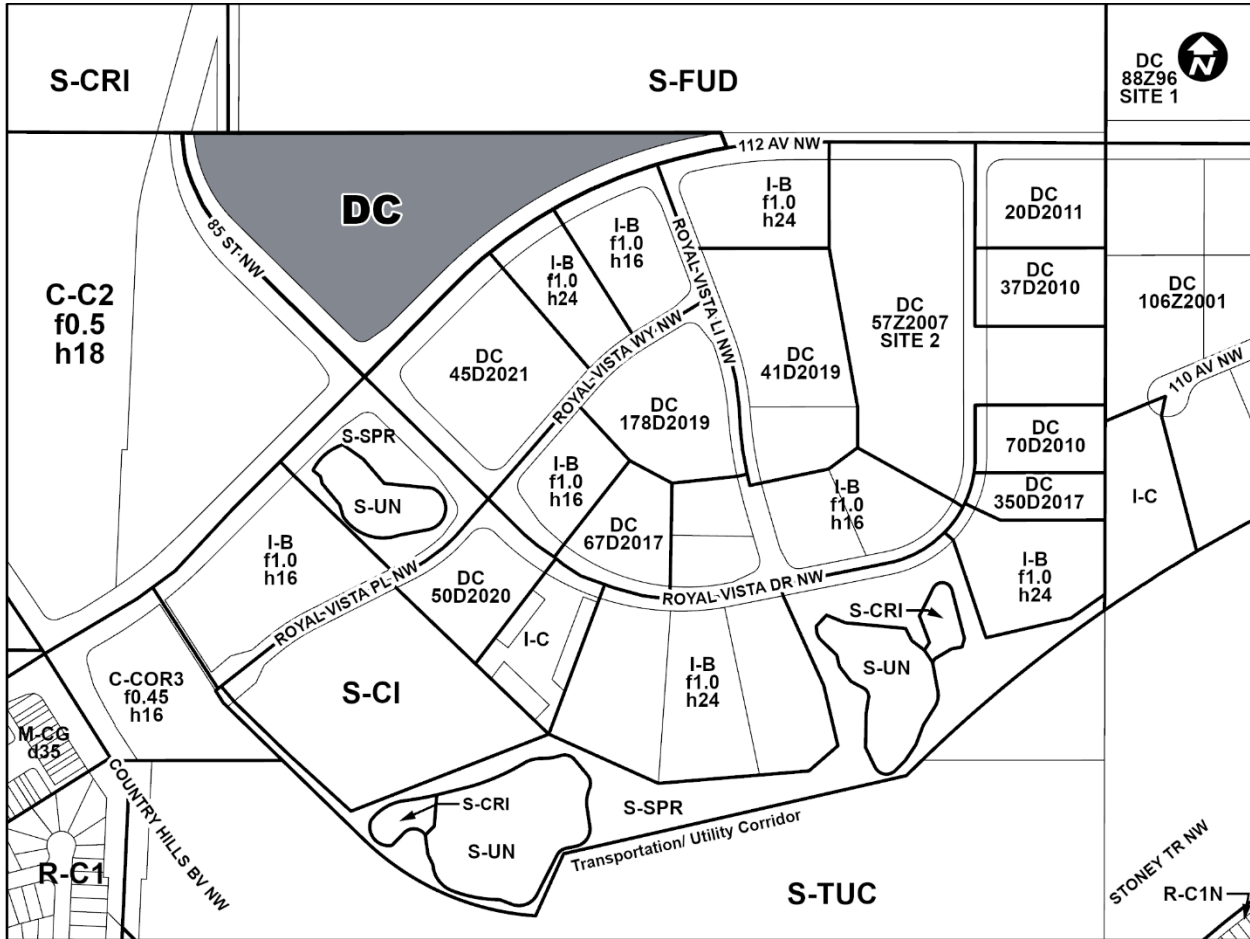 S-CRI
S-FUD
DC
88Z96
SITE 1
N
112 AV NW
DC
85 ST NW
I-B
f1.0
h24
DC
20D2011
I-B
f1.0
h16
ROYAL VISTA LI NW
I-B
f1.0
h24
DC
37D2010
DC
106Z2001
C-C2
f0.5
h18
DC
57Z2007
SITE 2
DC
45D2021
ROYAL VISTA WY NW
DC
41D2019
110 AV NW
DC
178D2019
S-SPR
S-UN
I-B
f1.0
h16
DC
70D2010
I-B
f1.0
h16
DC
350D2017
I-C
DC
67D2017
I-B
f1.0
h16
ROYAL VISTA PL NW
DC
50D2020
ROYAL VISTA DR NW
I-B
f1.0
h24
S-CRI
I-C
S-UN
C-COR3
f0.45
h16
S-CI
I-B
f1.0
h24
M-CG
d35
COUNTRY HILLS BV NW
S-CRI
S-SPR
S-UN
Transportation/ Utility Corridor
R-C1
S-TUC
STONEY TR NW
R-C1N